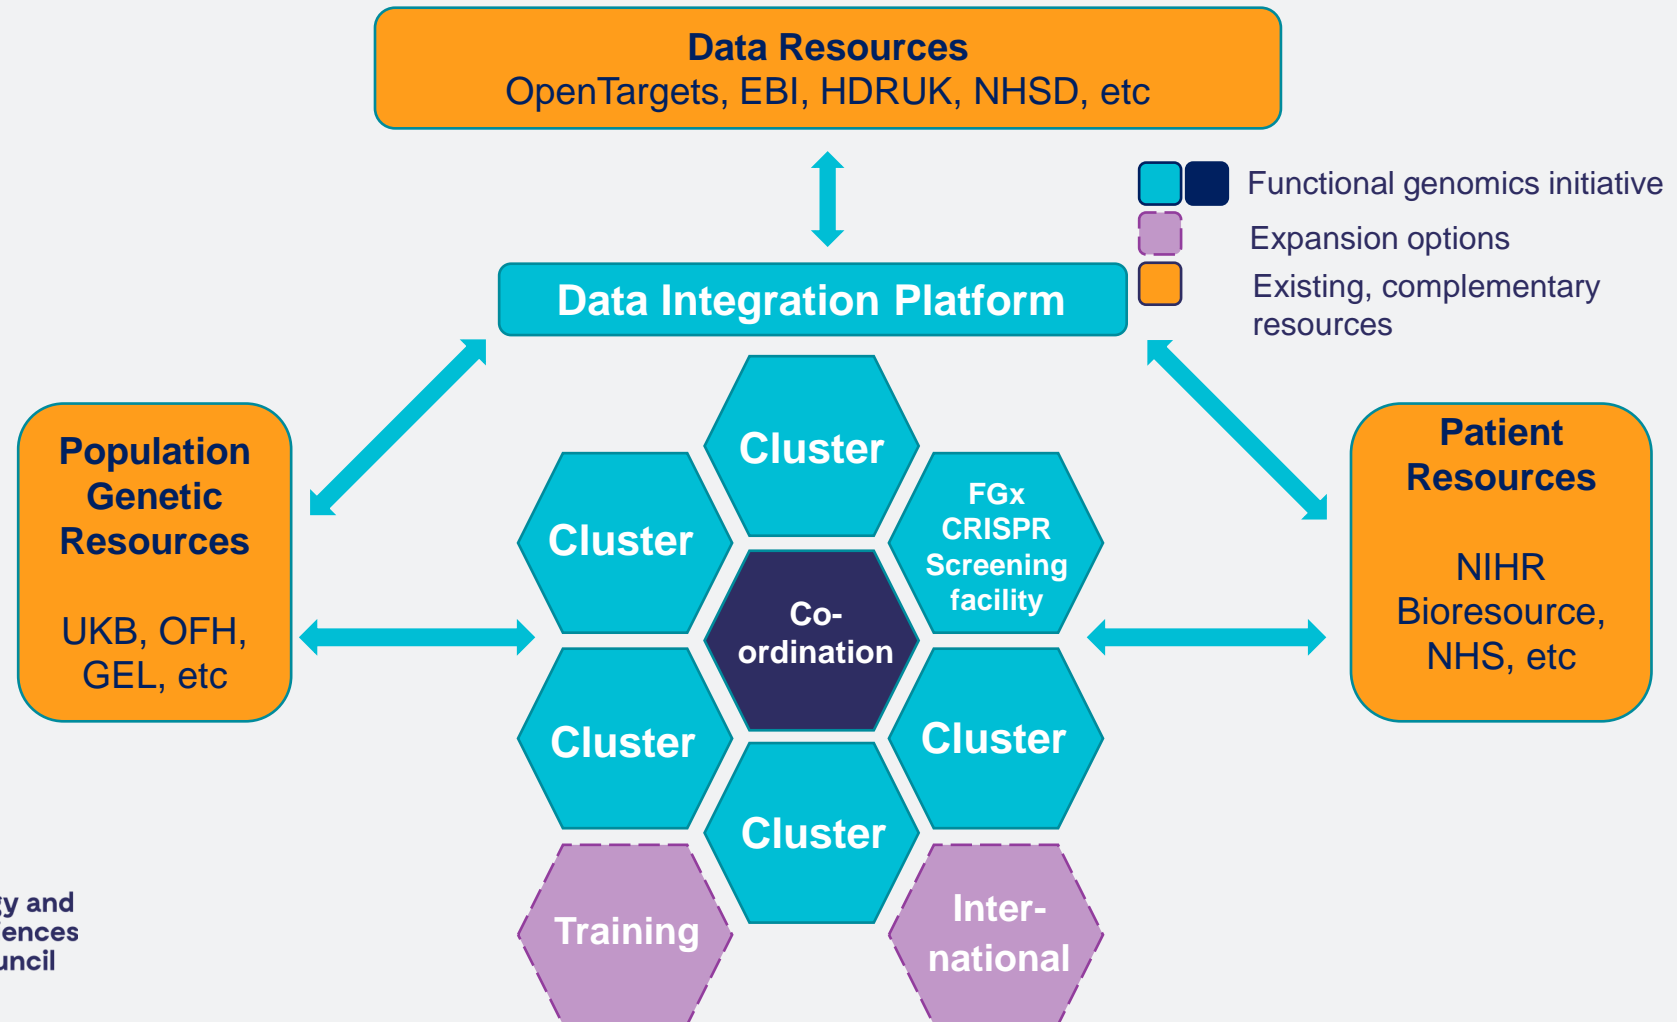 Data Resources
OpenTargets, EBI, HDRUK, NHSD, etc
Functional genomics initiative
Expansion options
Existing, complementary
resources
Data Integration Platform
Population
Genetic
Resources
UKB, OFH,
GEL, etc
Cluster
Cluster
FGx
CRISPR
Screening
facility
Co-
ordination
Cluster
Cluster
Cluster
Training
Inter-
national
Patient
Resources
NIHR
Bioresource,
NHS, etc
and